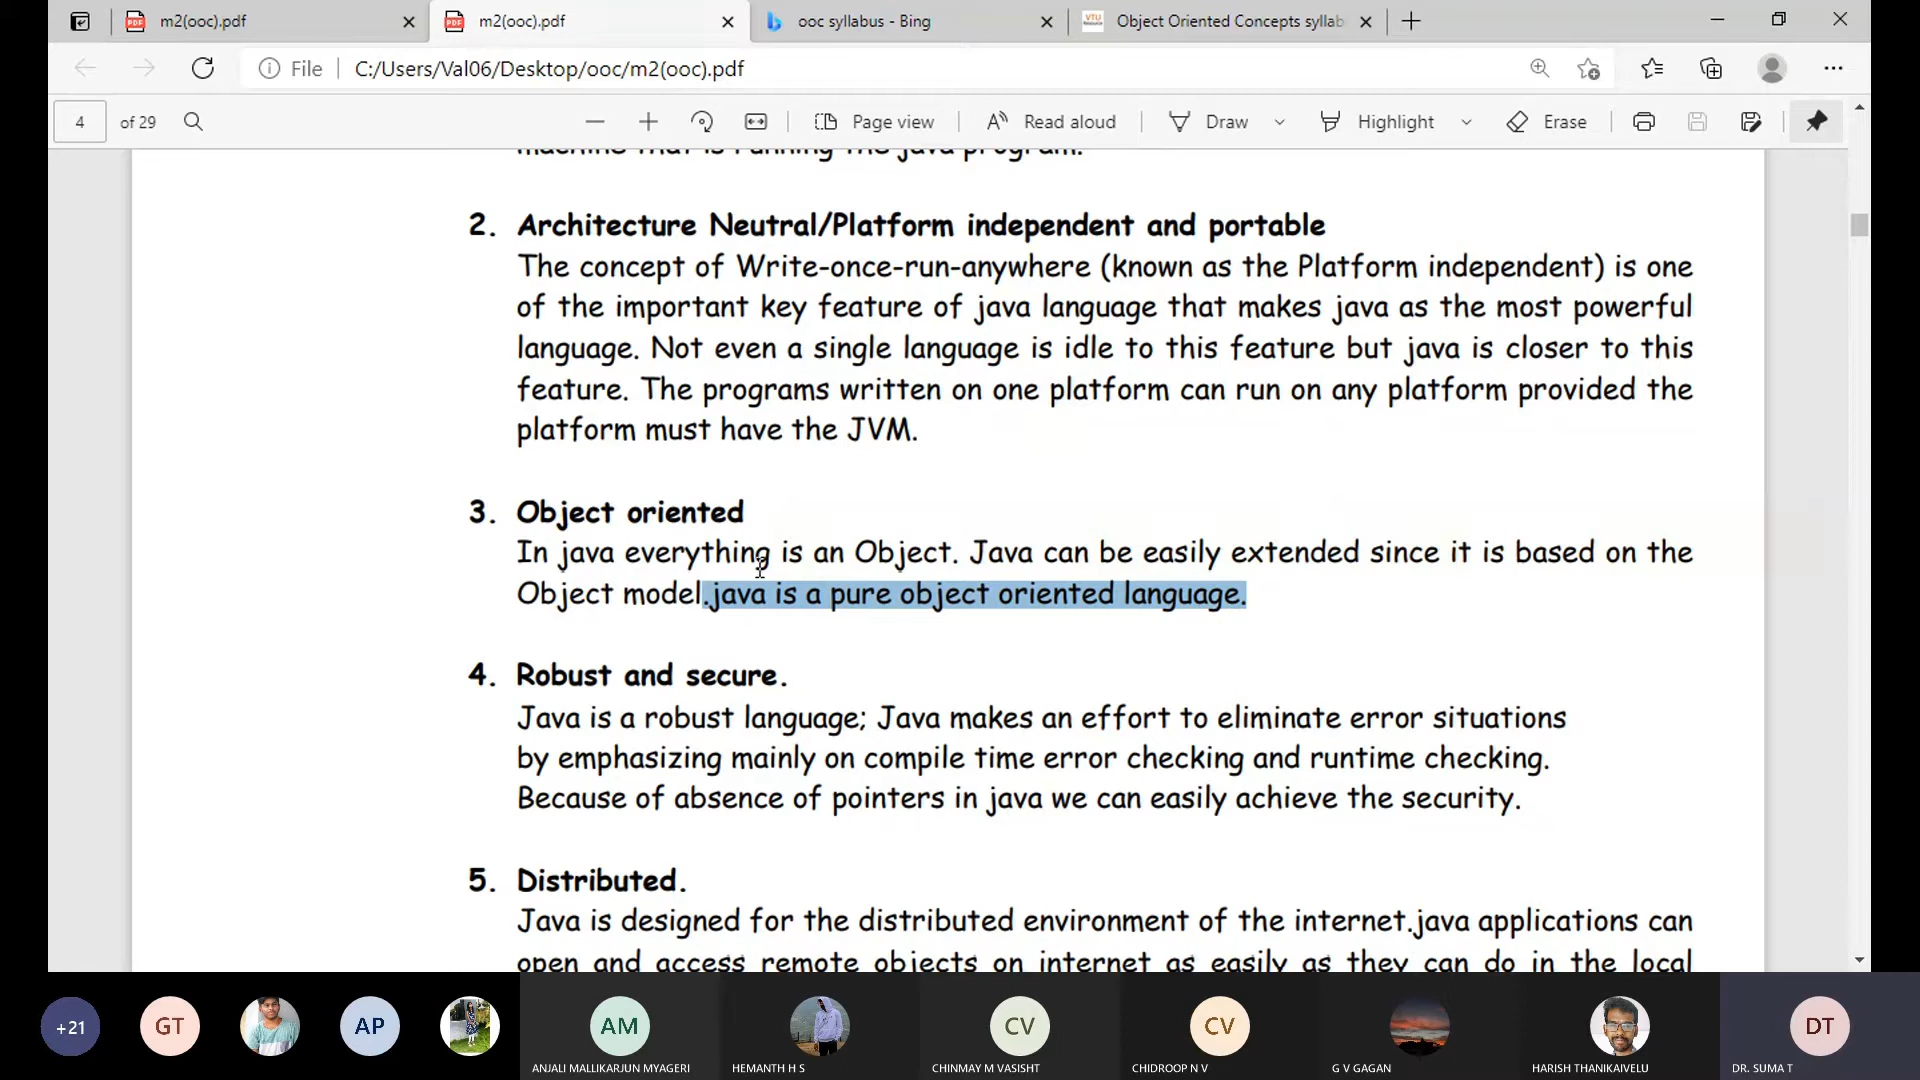 m2(ooc).pdf
m2(ooc).pdf
ooc syllabus - Bing
VTU
Object Oriented Concepts syllab
File
C:/Users/Val06/Desktop/ooc/m2(ooc).pdf
4
of 29
Page view
Read aloud
Draw
Highlight
Erase
machine that is running the java program.
2. Architecture Neutral/Platform independent and portable
The concept of Write-once-run-anywhere (known as the Platform independent) is one
of the important key feature of java language that makes java as the most powerful
language. Not even a single language is idle to this feature but java is closer to this
feature. The programs written on one platform can run on any platform provided the
platform must have the JVM.
3. Object oriented
In java everything is an Object. Java can be easily extended since it is based on the
Object model.java is a pure object oriented language.
4. Robust and secure.
Java is a robust language; Java makes an effort to eliminate error situations
by emphasizing mainly on compile time error checking and runtime checking.
Because of absence of pointers in java we can easily achieve the security.
5. Distributed.
Java is designed for the distributed environment of the internet.java applications can
open and access remote objects on internet as easily as they can do in the local
+21
GT
AP
AM
CV
CV
DT
ANJALI MALLIKARJUN MYAGERI
HEMANTH H S
CHINMAY M VASISHT
CHIDROOP N V
G V GAGAN
HARISH THANIKAIVELU
DR. SUMA T